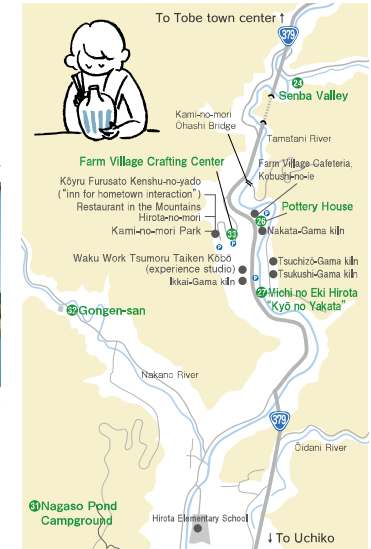 To Tobe town center ↑
379
24
Senba Valley
Kami-no-mori
Ōhashi Bridge
Tamatani River
Farm Village Crafting Center
Farm Village Cafeteria,
Kobushi-no-ie
Kōyru Furusato Kenshu-no-yado
(“inn for hometown interaction”)
Restaurant in the Mountains
Hirota-no-mori
Kami-no-mori Park
33
P
P
P
26
Pottery House
Nakata-Gama kiln
Waku Work Tsumoru Taiken Kōbō
(experience studio)
Ikkai-Gama kiln
P
Tsuchizō-Gama kiln
Tsukushi-Gama kiln
27 Michi no Eki Hirota
“Kyō no Yakata”
32 Gongen-san
Nakano River
379
Ōidani River
31 Nagaso Pond
Campground
Hirota Elementary School
↓To Uchiko